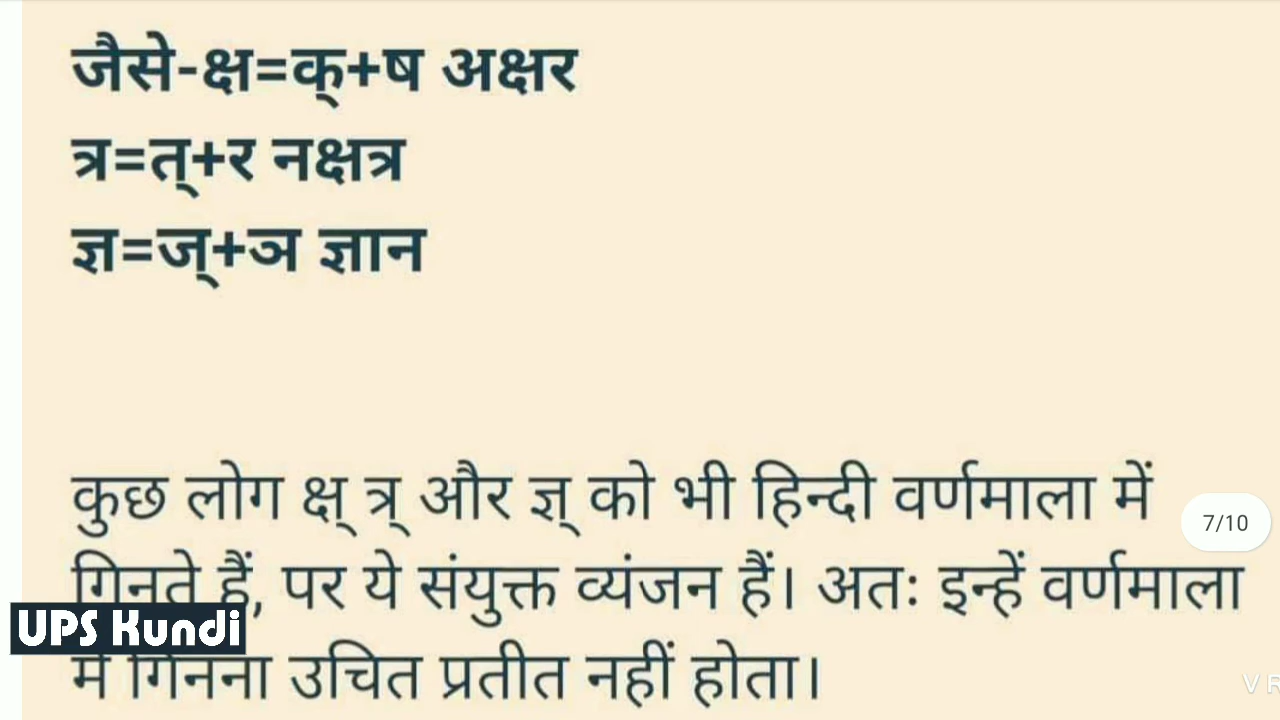 जैसे-क्ष=क्+ष अक्षर
त्र=त्+र नक्षत्र
ज्ञ=ज्+ञ ज्ञान
कुछ लोग क्ष् त्र् और ज्ञ् को भी हिन्दी वर्णमाला में
7/10
गिनते हैं, पर ये संयुक्त व्यंजन हैं। अतः इन्हें वर्णमाला
UPS Kundi
में गिनना उचित प्रतीत नहीं होता।